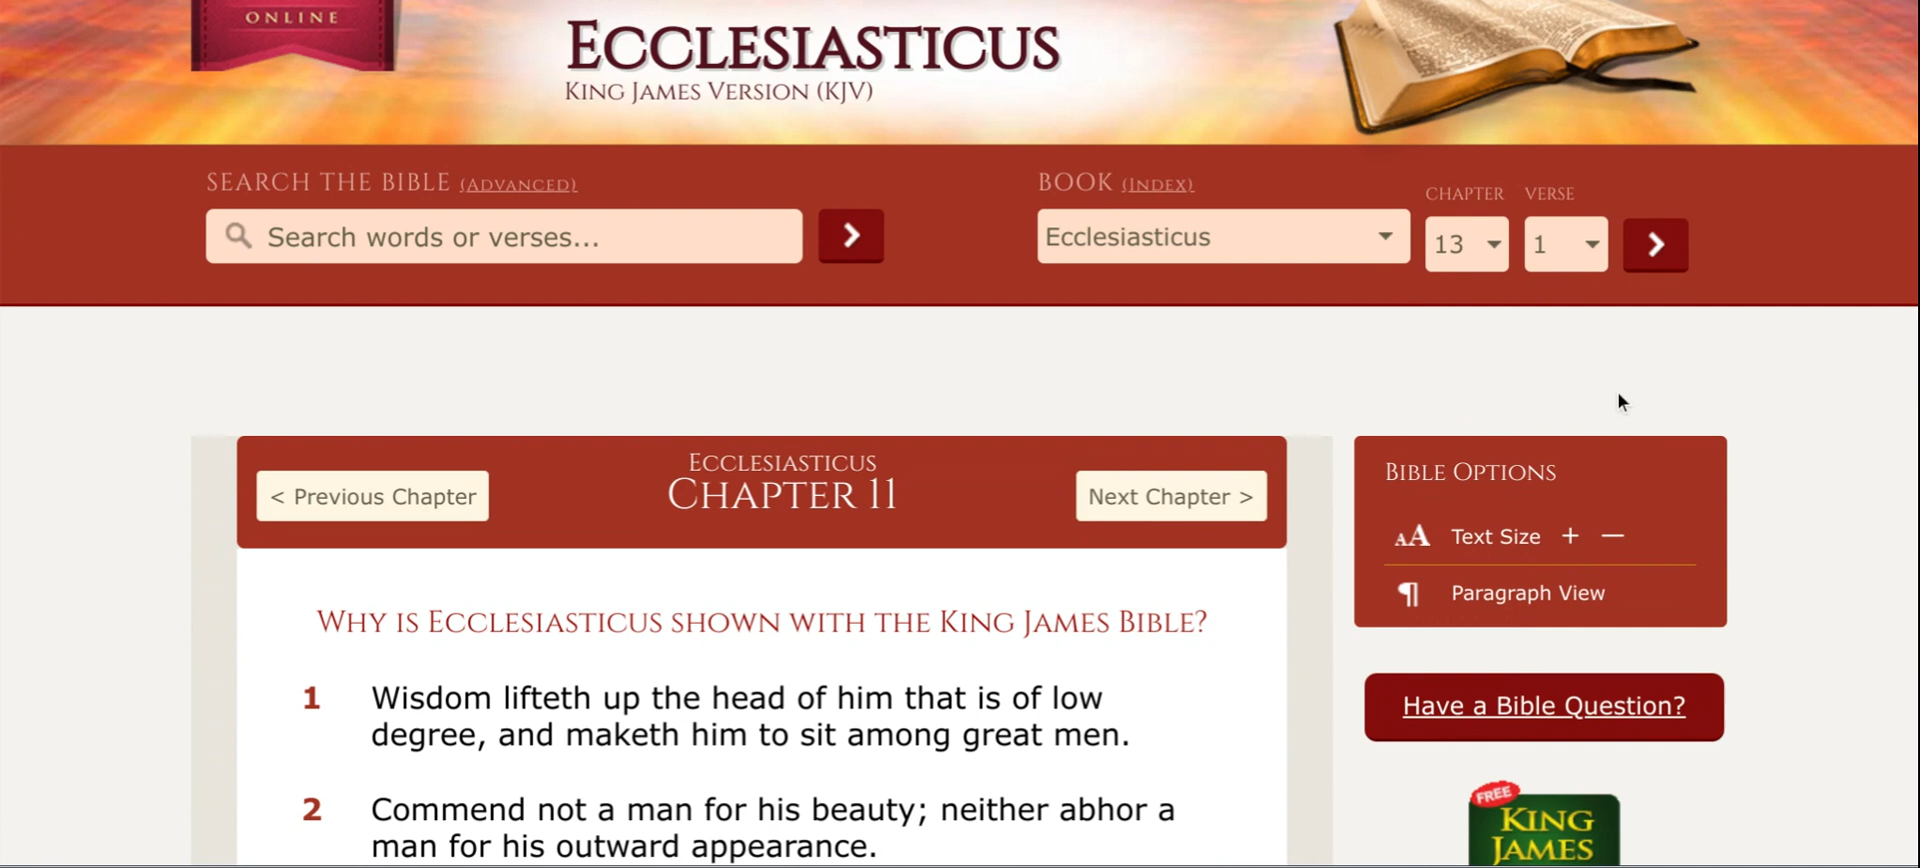 ONLINE
ECCLESIASTICUS
KING JAMES VERSION (KJV)
SEARCH THE BIBLE (ADVANCED)
Search words or verses...
BOOK (INDEX)
Ecclesiasticus
CHAPTER
13
VERSE
1
ECCLESIASTICUS
CHAPTER 11
< Previous Chapter
Next Chapter >
WHY IS ECCLESIASTICUS SHOWN WITH THE KING JAMES BIBLE?
1 Wisdom lifteth up the head of him that is of low
degree, and maketh him to sit among great men.
2 Commend not a man for his beauty; neither abhor a
man for his outward appearance.
BIBLE OPTIONS
AA Text Size + —
¶ Paragraph View
Have a Bible Question?
FREE
KING
JAMES